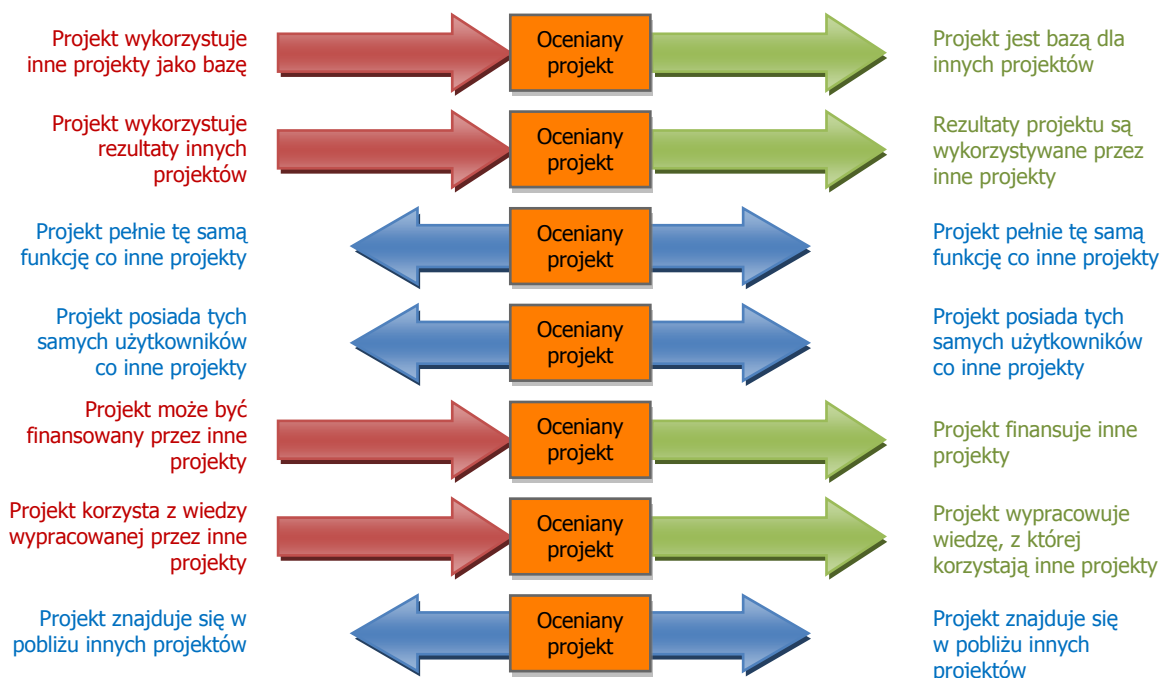 Projekt wykorzystuje
inne projekty jako bazę
Oceniany
projekt
Projekt jest bazą dla
innych projektów
Projekt wykorzystuje
rezultaty innych
projektów
Oceniany
projekt
Rezultaty projektu są
wykorzystywane przez
inne projekty
Projekt pełnie tę samą
funkcję co inne projekty
Oceniany
projekt
Projekt pełnie tę samą
funkcję co inne projekty
Projekt posiada tych
samych użytkowników
co inne projekty
Oceniany
projekt
Projekt posiada tych
samych użytkowników
co inne projekty
Projekt może być
finansowany przez inne
projekty
Oceniany
projekt
Projekt finansuje inne
projekty
Projekt korzysta z wiedzy
wypracowanej przez inne
projekty
Oceniany
projekt
Projekt wypracowuje
wiedzę, z której
korzystają inne projekty
Projekt znajduje się w
pobliżu innych projektów
Oceniany
projekt
Projekt znajduje się
w pobliżu innych
projektów